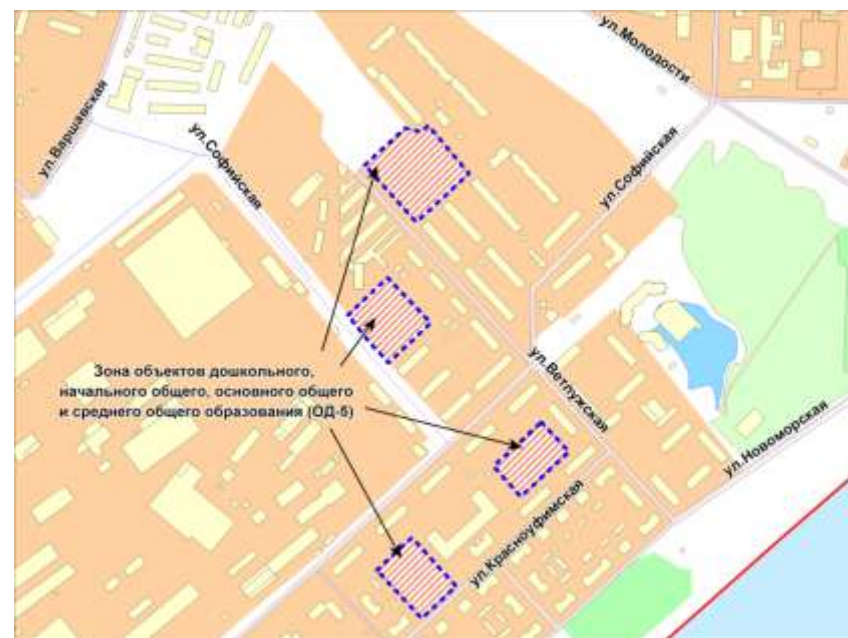 ул.Молодости
ул.Варшавская
ул.Софийская
ул.Софийская
Зона объектов дошкольного,
начального общего, основного общего
и среднего общего образования (ОД-5)
ул.Ветлужская
ул.Новоморская
ул.Красноуфимская